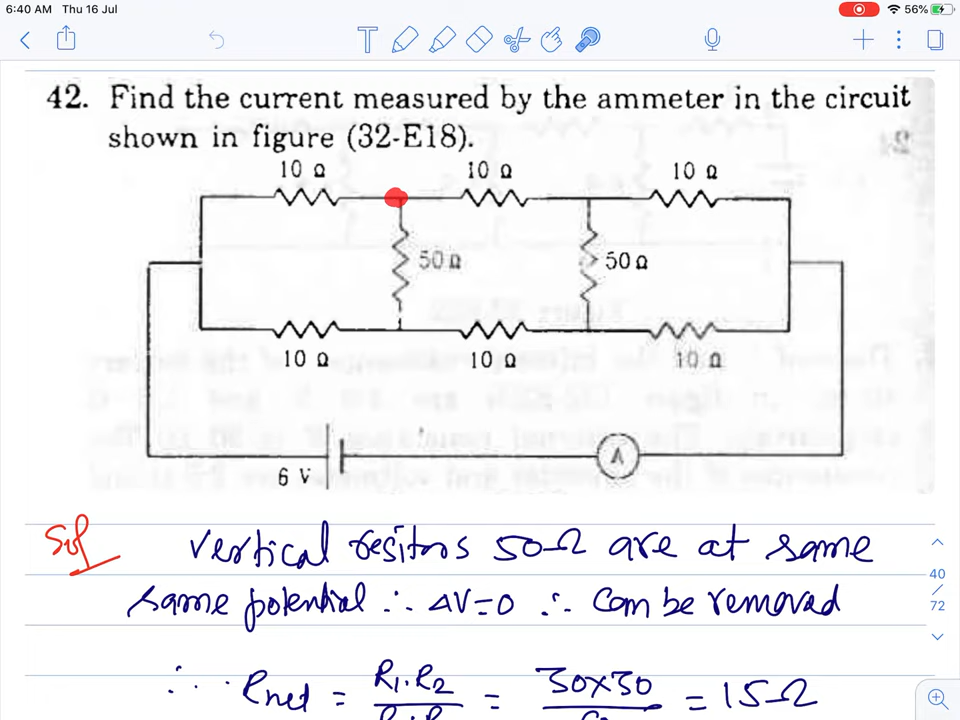 6:40 AM Thu 16 Jul
56%
T
42. Find the current measured by the ammeter in the circuit
shown in figure (32-E18).
10 Ω 10 Ω 10 Ω
50 Ω 50 Ω
10 Ω 10 Ω 10 Ω
6 V A
Sol Vertical resitors 50Ω are at same
same potential ∴ ΔV=0 ∴ Can be removed
∴ Rnet = R₁.R₂ = 30×30 = 15Ω
40
/
72